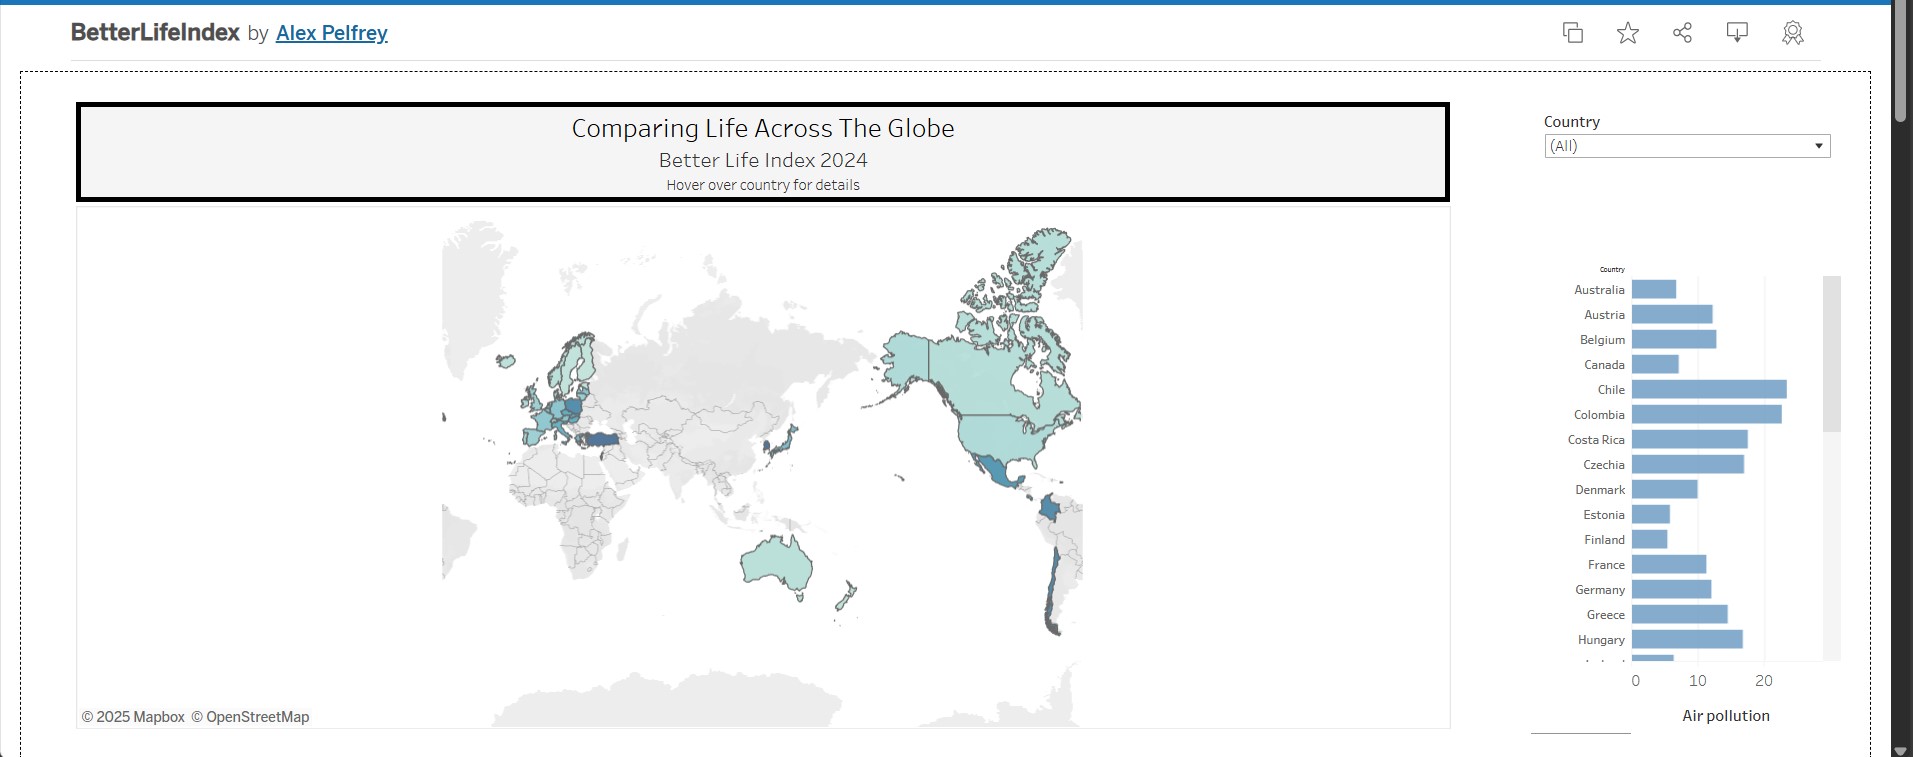 BetterLifeIndex by Alex Pelfrey
Comparing Life Across The Globe
Better Life Index 2024
Hover over country for details
Country
(All)
Country
Australia
Austria
Belgium
Canada
Chile
Colombia
Costa Rica
Czechia
Denmark
Estonia
Finland
France
Germany
Greece
Hungary
0 10 20
Air pollution
© 2025 Mapbox © OpenStreetMap